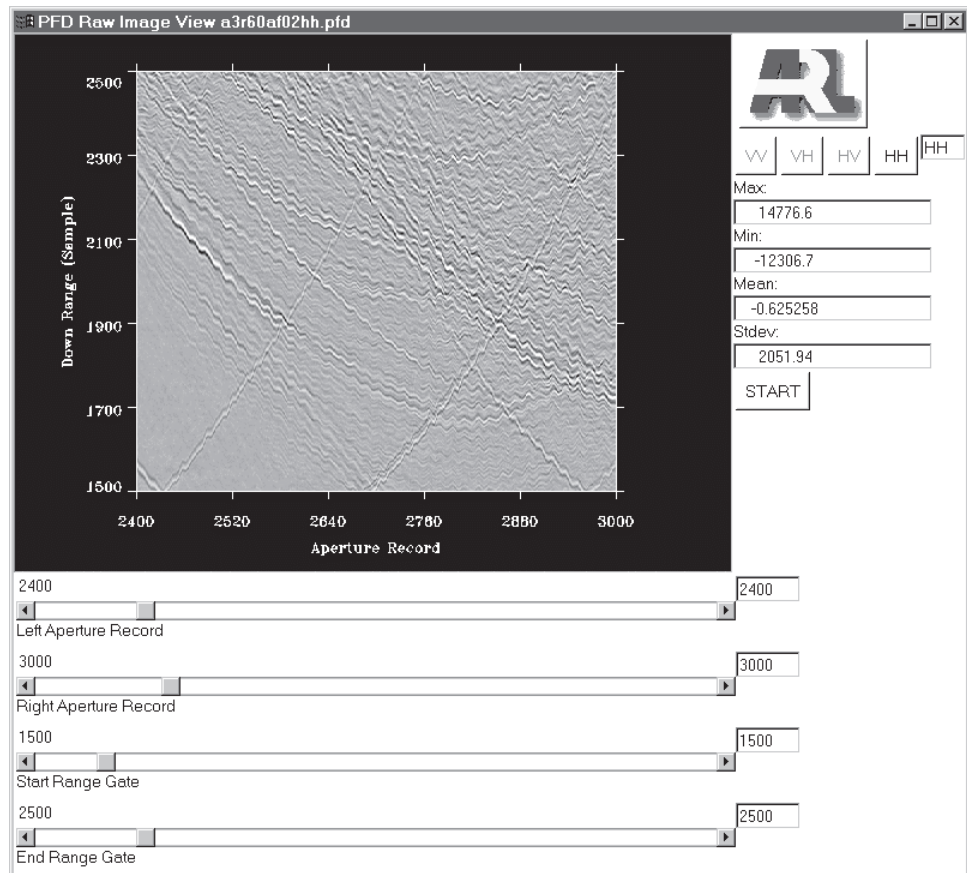 PFD Raw Image View a3r60af02hh.pfd
ARL
VV VH HV HH HH
Max:
14776.6
Min:
-12306.7
Mean:
-0.625258
Stdev:
2051.94
START
2500
2300
2100
1900
1700
1500
Down Range (Sample)
2400 2520 2640 2760 2880 3000
Aperture Record
2400 2400
Left Aperture Record
3000 3000
Right Aperture Record
1500 1500
Start Range Gate
2500 2500
End Range Gate